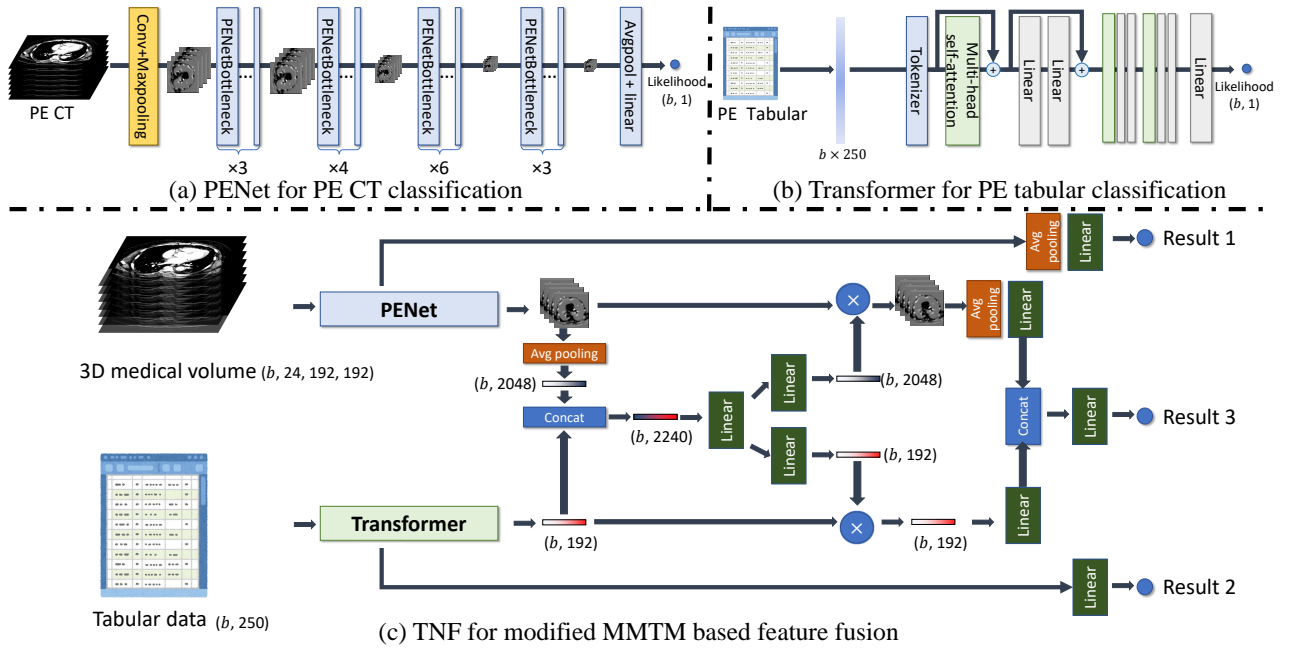 PE CT
Conv+Maxpooling
PENetBottleneck
...
×3
PENetBottleneck
...
×4
PENetBottleneck
...
×6
PENetBottleneck
...
×3
Avgpool + linear
Likelihood
(b, 1)
(a) PENet for PE CT classification
PE Tabular
b × 250
Tokenizer
Multi-head
self-attention
+
Linear
Linear
+
Linear
Likelihood
(b, 1)
(b) Transformer for PE tabular classification
3D medical volume (b, 24, 192, 192)
PENet
Avg pooling
(b, 2048)
Concat
(b, 2240)
Linear
Linear
(b, 2048)
×
Linear
(b, 192)
×
Avg
pooling
Linear
Result 1
Avg
pooling
Linear
Concat
Linear
Result 3
Tabular data (b, 250)
Transformer
(b, 192)
(b, 192)
Linear
Linear
Result 2
(c) TNF for modified MMTM based feature fusion